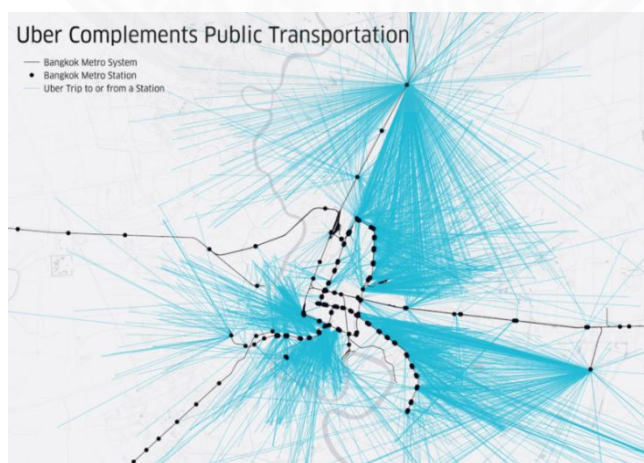 Uber Complements Public Transportation
Bangkok Metro System
Bangkok Metro Station
Uber Trip to or from a Station